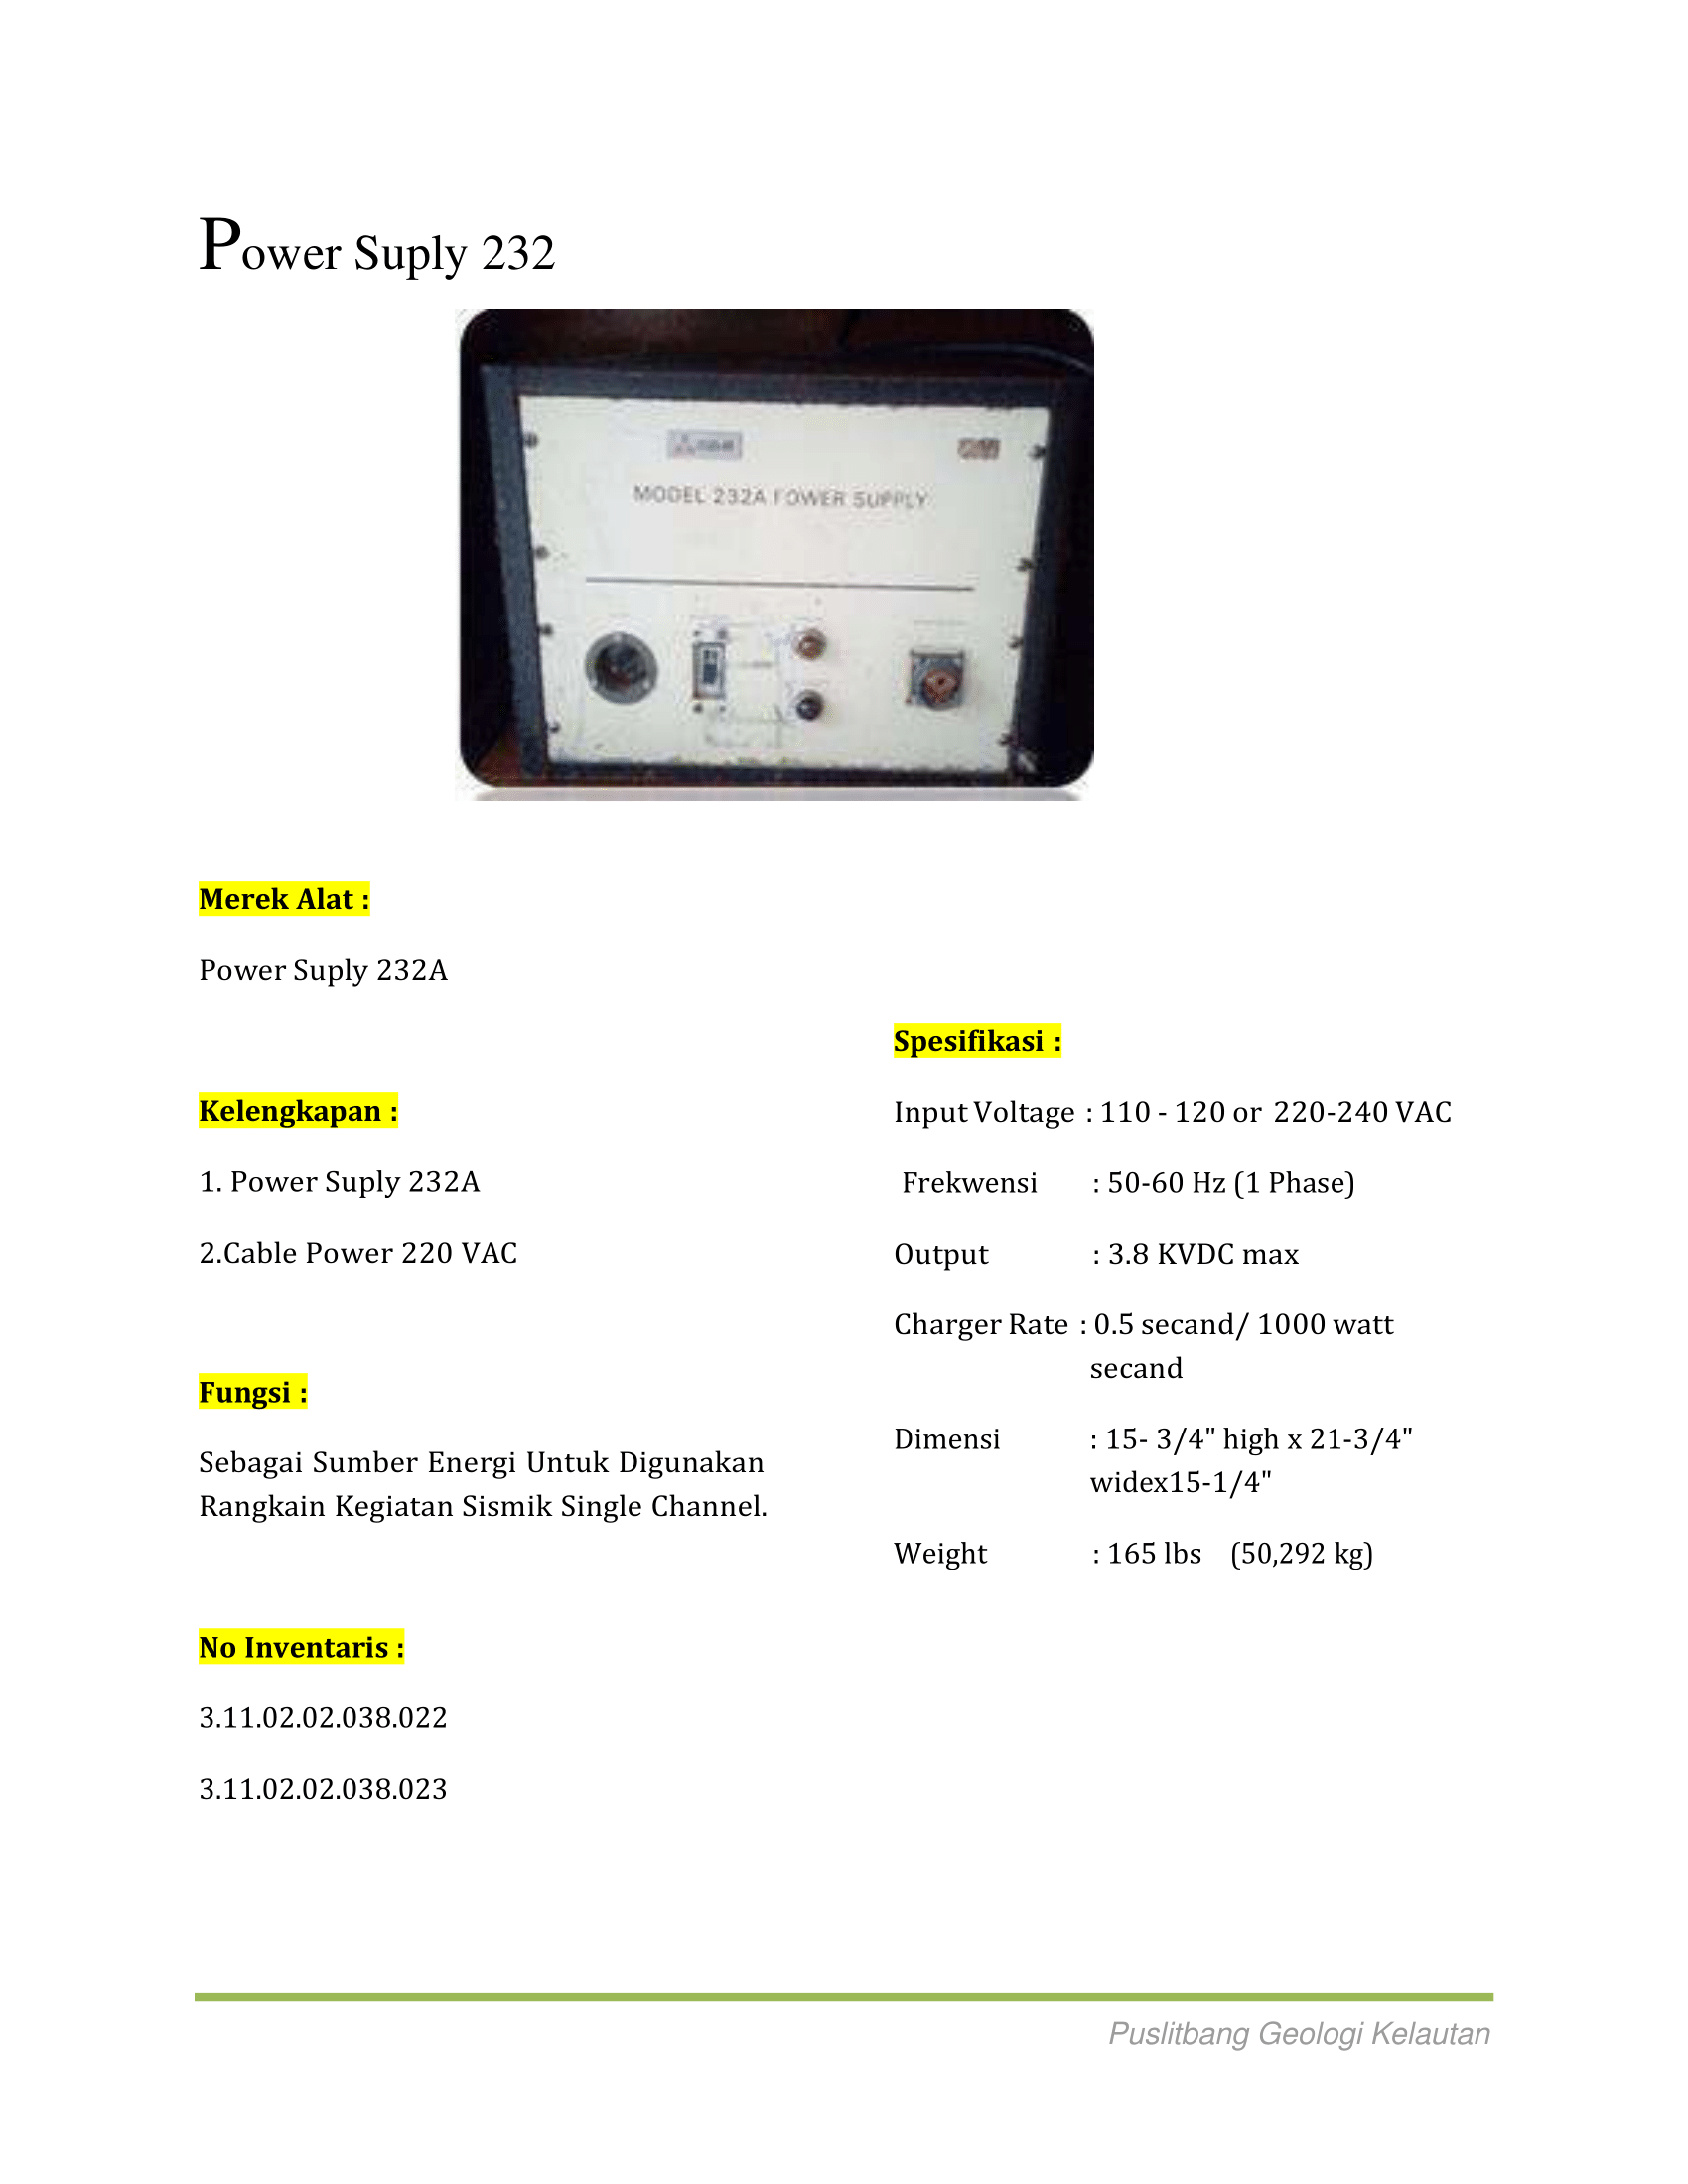 Power Suply 232
MODEL 232A POWER SUPPLY
Merek Alat :
Power Suply 232A
Kelengkapan :
1. Power Suply 232A
2.Cable Power 220 VAC
Fungsi :
Sebagai Sumber Energi Untuk Digunakan
Rangkain Kegiatan Sismik Single Channel.
No Inventaris :
3.11.02.02.038.022
3.11.02.02.038.023
Spesifikasi :
Input Voltage : 110 - 120 or 220-240 VAC
Frekwensi : 50-60 Hz (1 Phase)
Output : 3.8 KVDC max
Charger Rate : 0.5 secand/ 1000 watt
secand
Dimensi : 15- 3/4" high x 21-3/4"
widex15-1/4"
Weight : 165 lbs (50,292 kg)
Puslitbang Geologi Kelautan